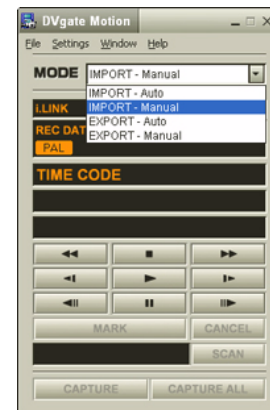 DVgate Motion
File Settings Window Help
MODE IMPORT - Manual
IMPORT - Auto
i.LINK IMPORT - Manual
EXPORT - Auto
REC DAT EXPORT - Manual
PAL
TIME CODE
MARK CANCEL
SCAN
CAPTURE CAPTURE ALL